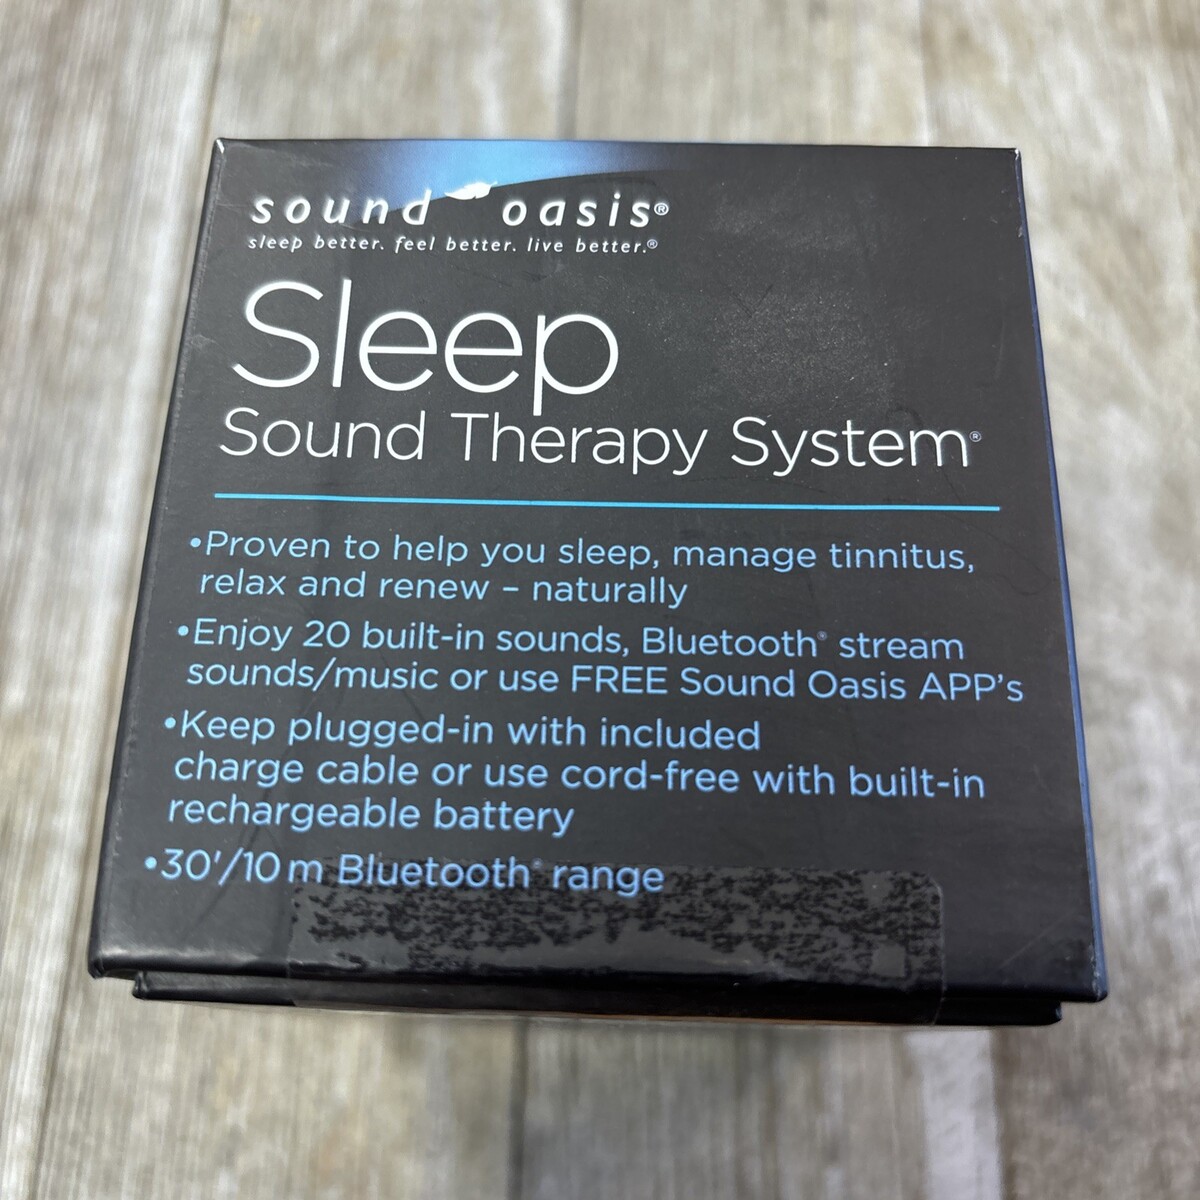 sound oasis®
sleep better. feel better. live better.®
Sleep
Sound Therapy System®
•Proven to help you sleep, manage tinnitus,
relax and renew – naturally
•Enjoy 20 built-in sounds, Bluetooth® stream
sounds/music or use FREE Sound Oasis APP's
•Keep plugged-in with included
charge cable or use cord-free with built-in
rechargeable battery
•30'/10 m Bluetooth® range